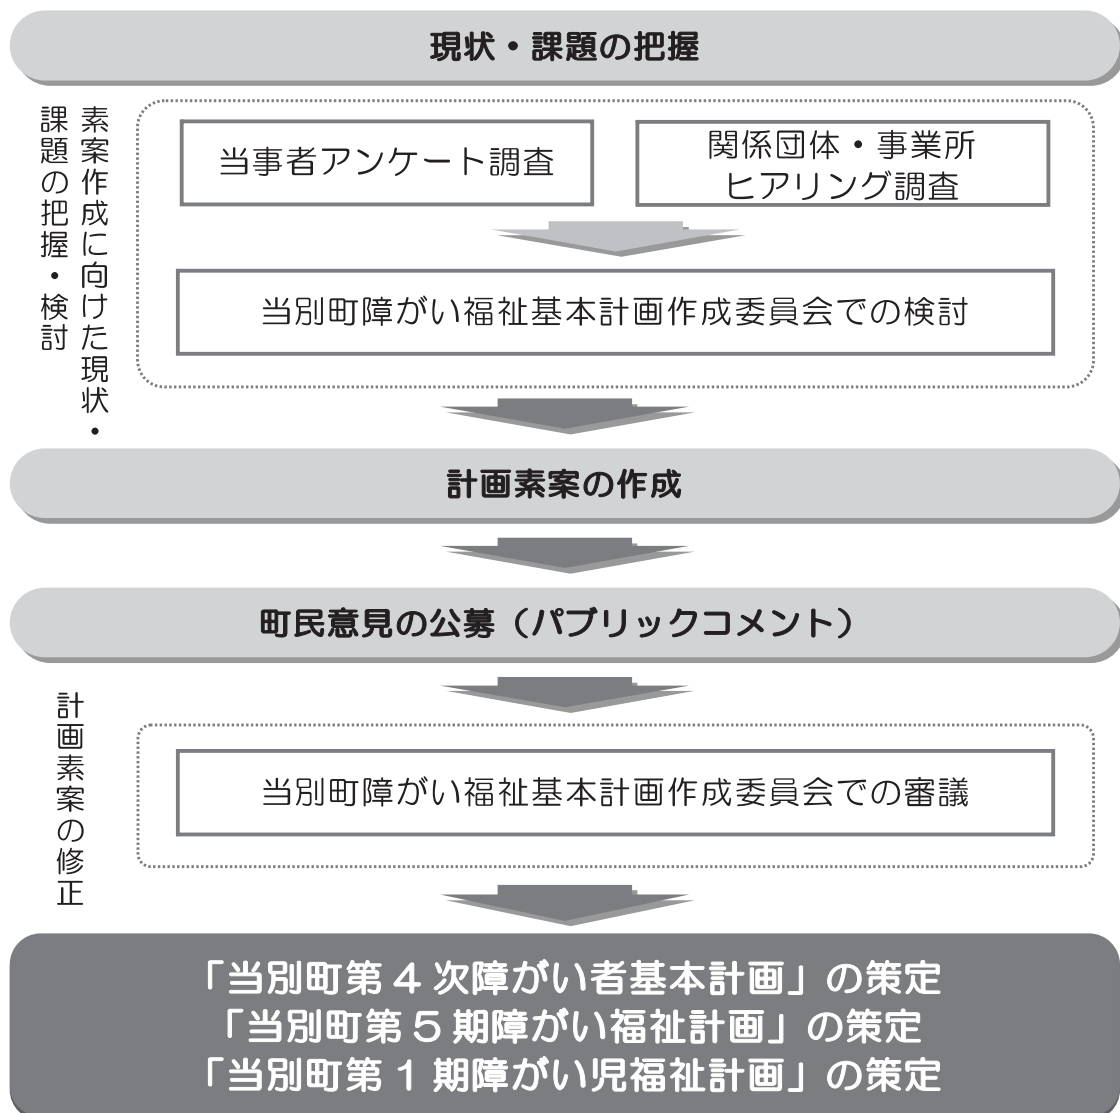 現状・課題の把握
素案作成に向けた現状・
課題の把握・検討
当事者アンケート調査
関係団体・事業所
ヒアリング調査
当別町障がい福祉基本計画作成委員会での検討
計画素案の作成
町民意見の公募（パブリックコメント）
計画素案の修正
当別町障がい福祉基本計画作成委員会での審議
「当別町第4次障がい者基本計画」の策定
「当別町第5期障がい福祉計画」の策定
「当別町第1期障がい児福祉計画」の策定